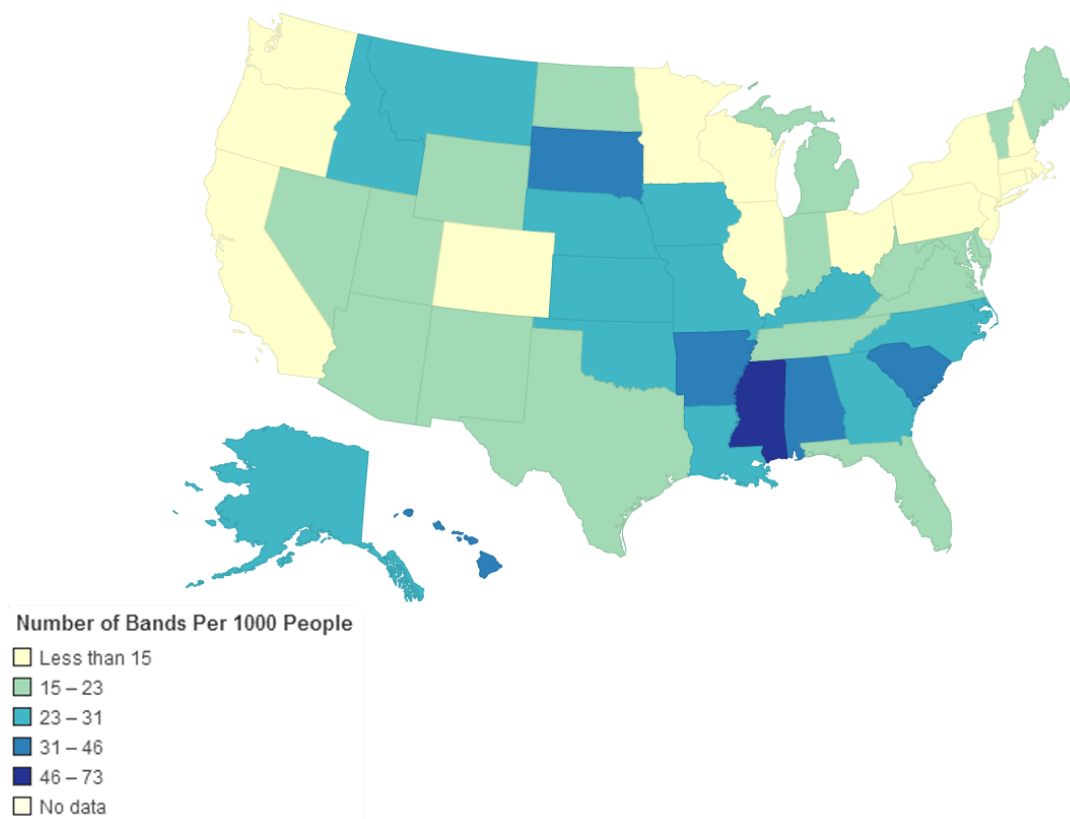 Number of Bands Per 1000 People
Less than 15
15 – 23
23 – 31
31 – 46
46 – 73
No data